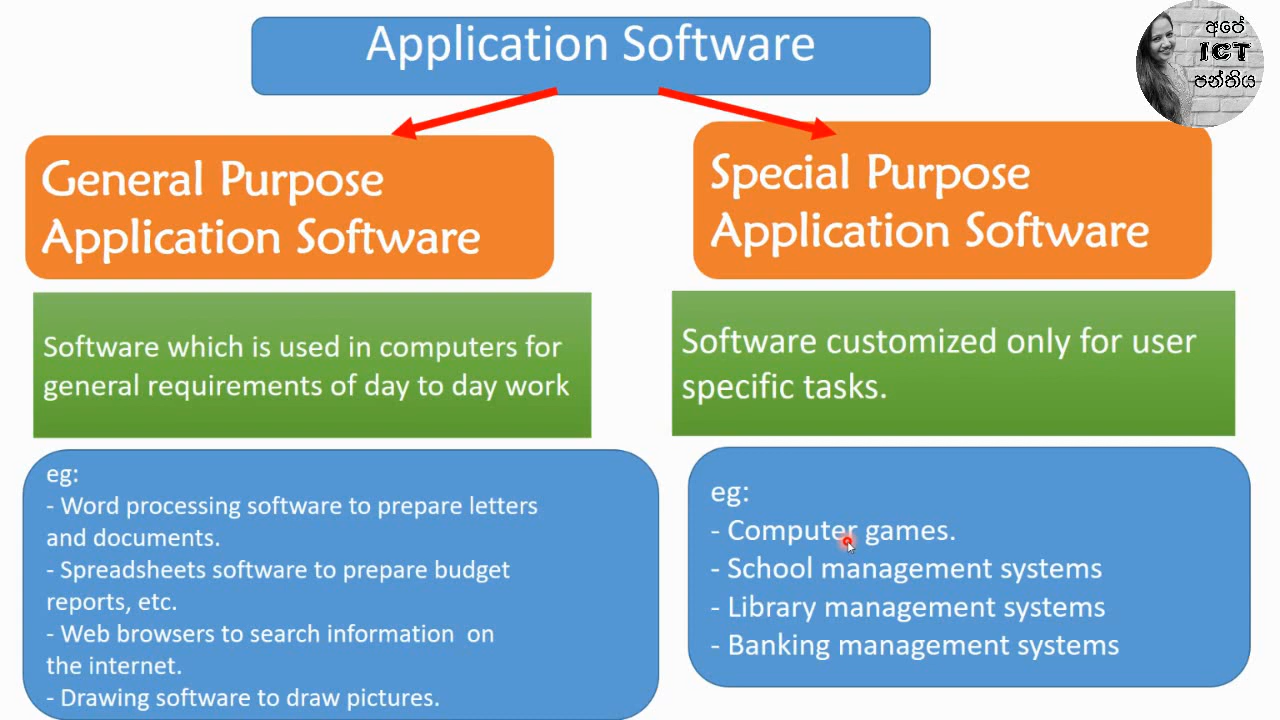 Application Software
අපේ
ICT
පන්තිය
General Purpose
Application Software
Special Purpose
Application Software
Software which is used in computers for
general requirements of day to day work
Software customized only for user
specific tasks.
eg:
- Word processing software to prepare letters
and documents.
- Spreadsheets software to prepare budget
reports, etc.
- Web browsers to search information on
the internet.
- Drawing software to draw pictures.
eg:
- Computer games.
- School management systems
- Library management systems
- Banking management systems